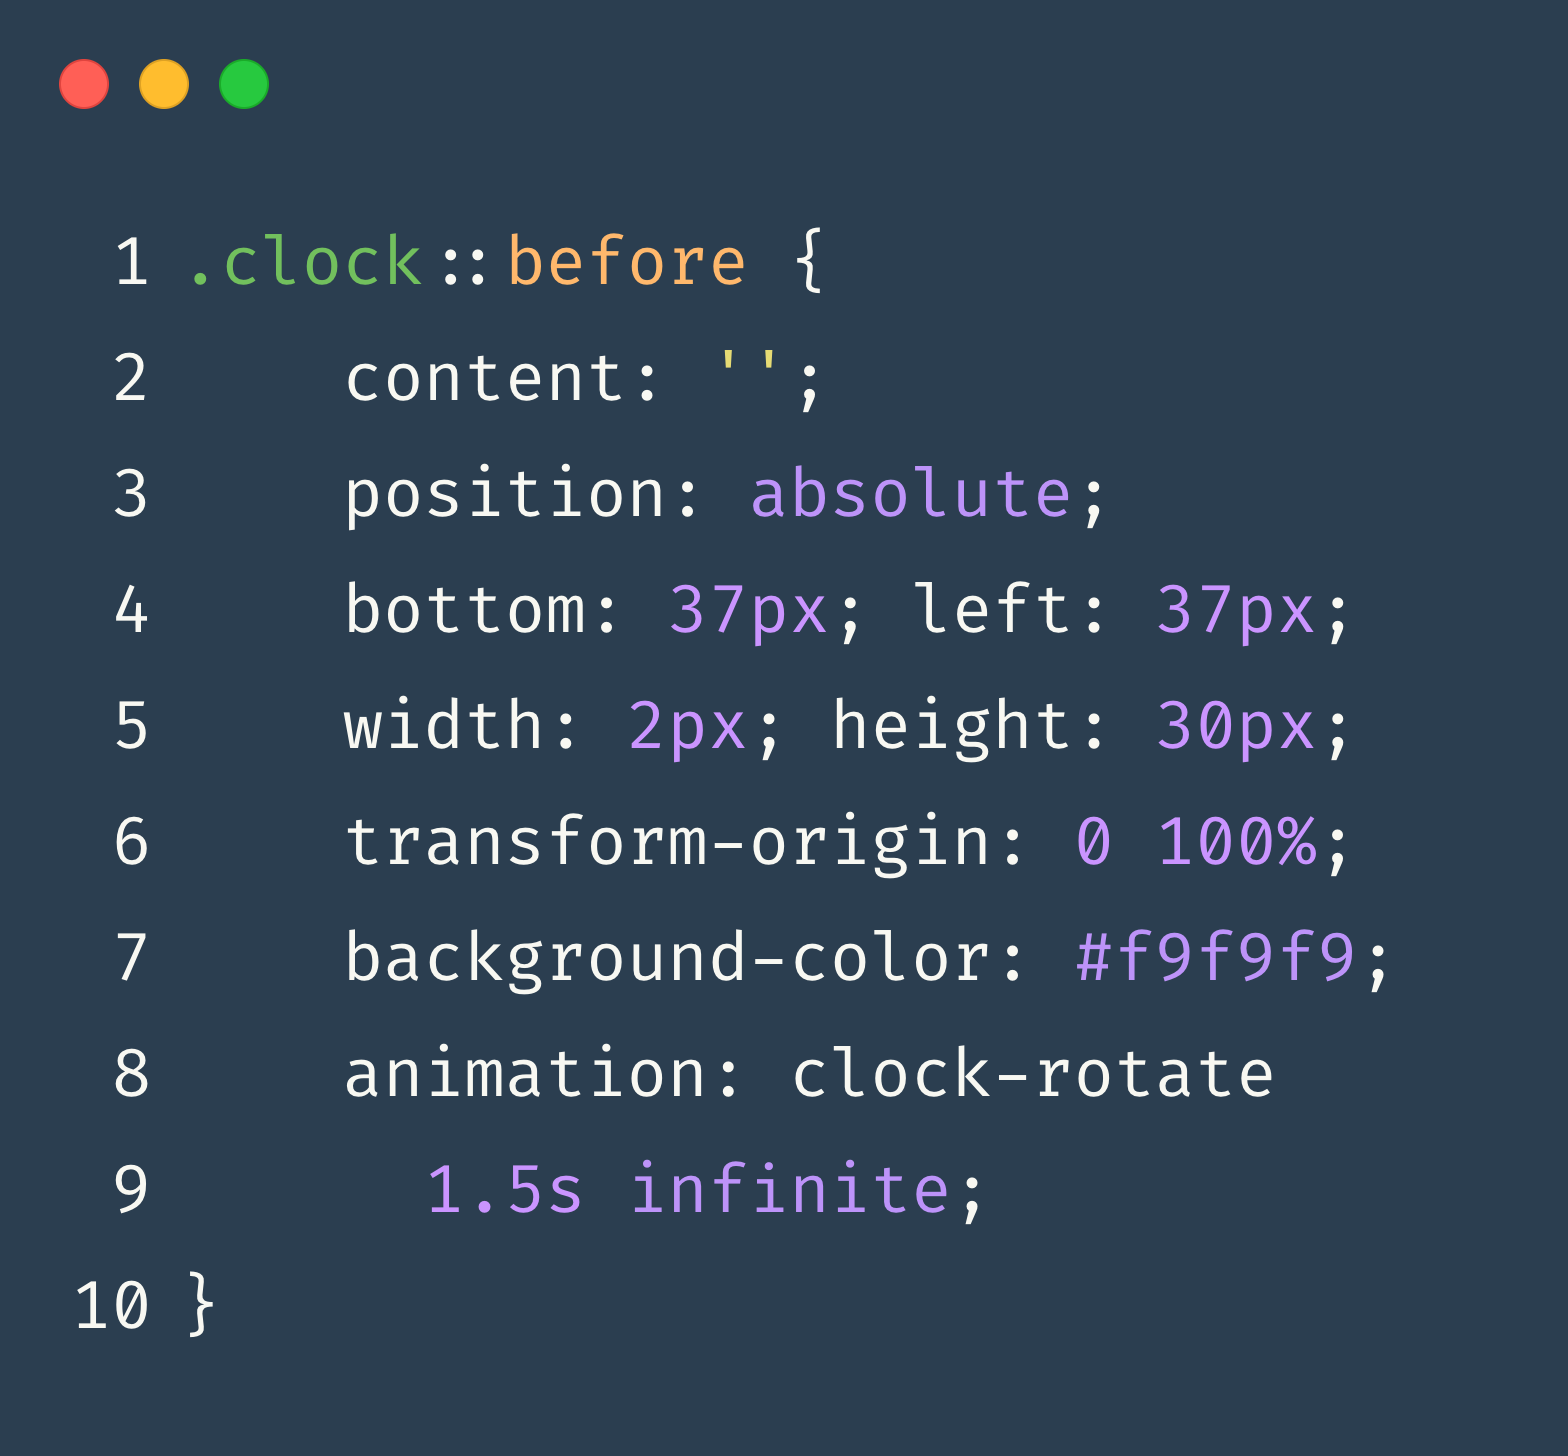 1 .clock::before {
2     content: '';
3     position: absolute;
4     bottom: 37px; left: 37px;
5     width: 2px; height: 30px;
6     transform-origin: 0 100%;
7     background-color: #f9f9f9;
8     animation: clock-rotate
9       1.5s infinite;
10 }